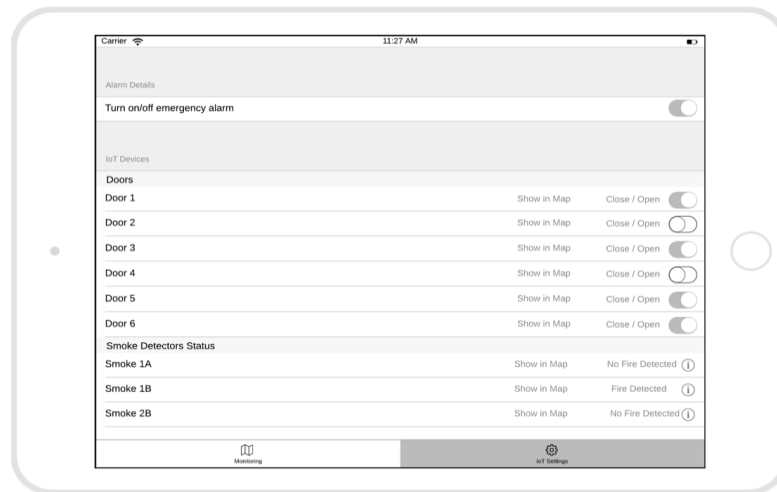 Carrier 11:27 AM
Alarm Details
Turn on/off emergency alarm
IoT Devices
Doors
Door 1 Show in Map Close / Open
Door 2 Show in Map Close / Open
Door 3 Show in Map Close / Open
Door 4 Show in Map Close / Open
Door 5 Show in Map Close / Open
Door 6 Show in Map Close / Open
Smoke Detectors Status
Smoke 1A Show in Map No Fire Detected
Smoke 1B Show in Map Fire Detected
Smoke 2B Show in Map No Fire Detected
Monitoring IoT Settings